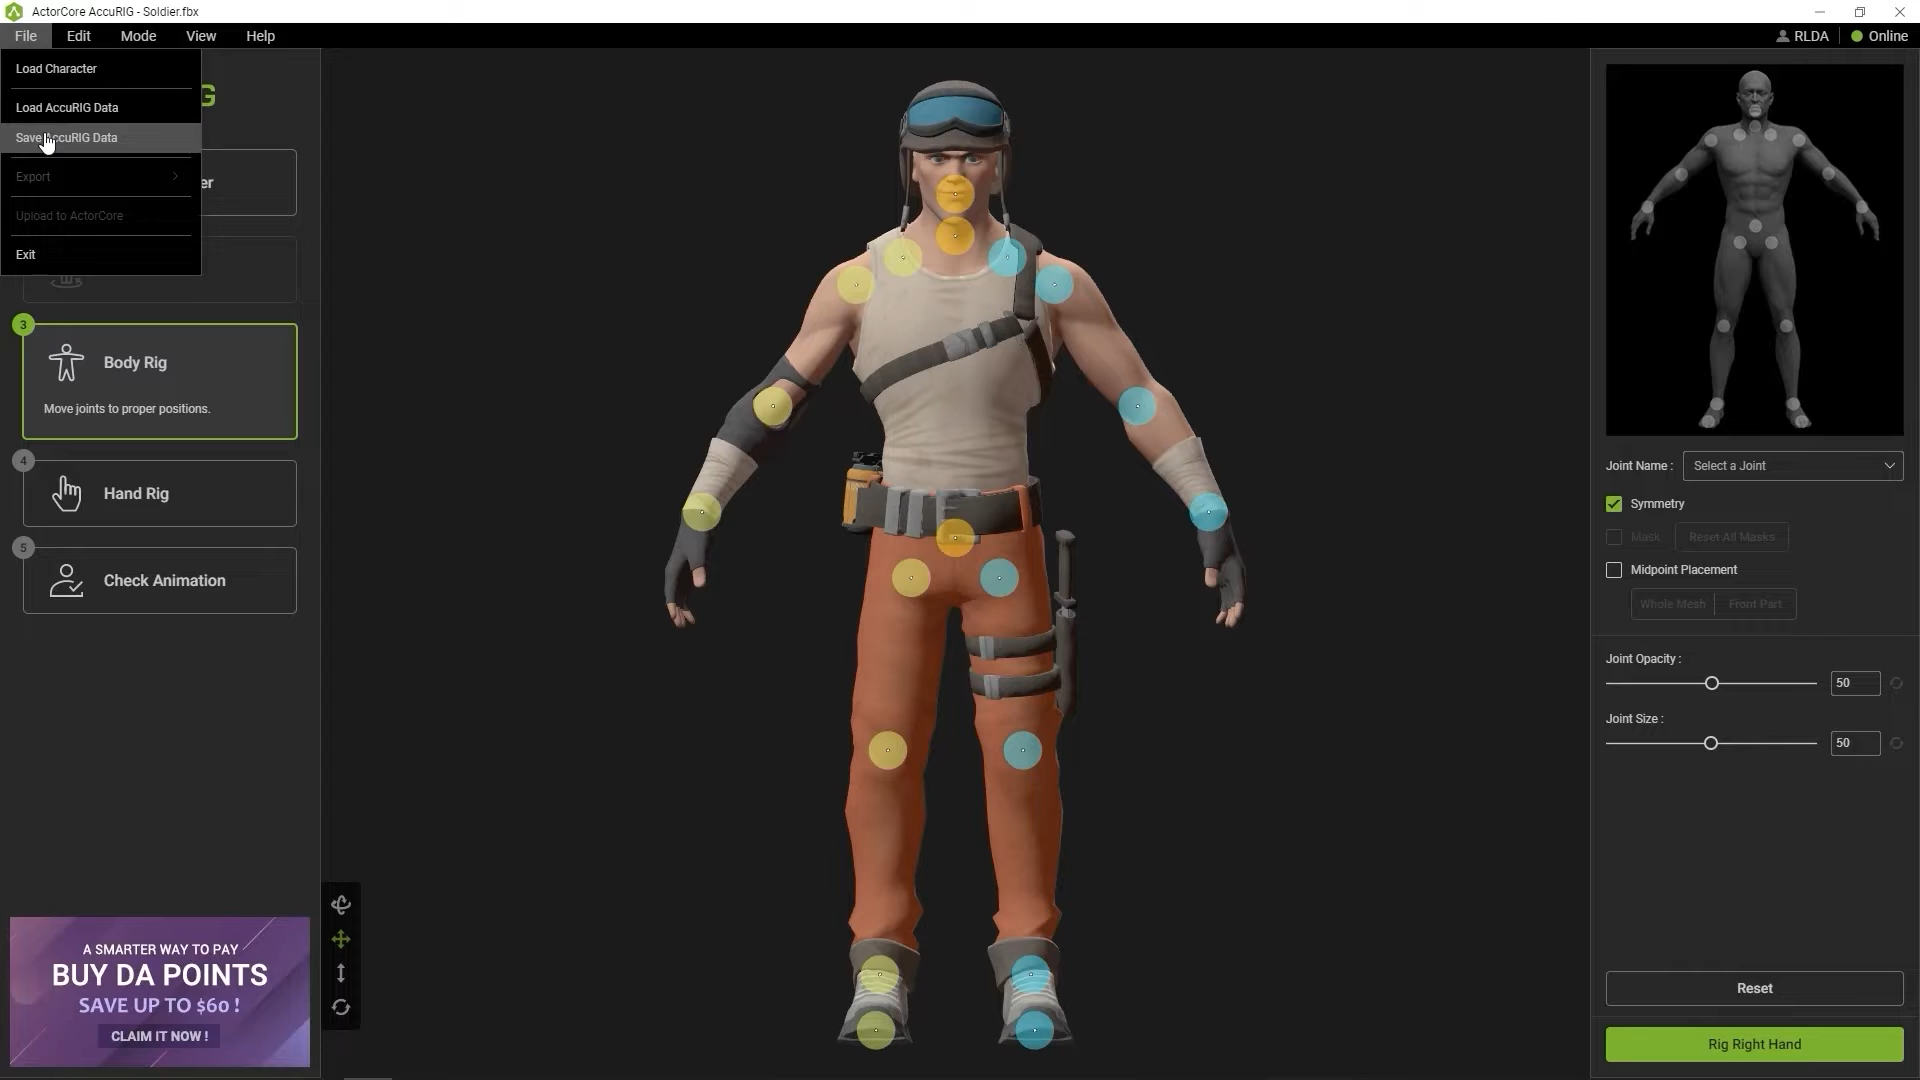 ActorCore AccuRIG - Soldier.fbx
File Edit Mode View Help
RLDA Online
Load Character
Load AccuRIG Data
Save AccuRIG Data
Export
Upload to ActorCore
Exit
G
er
3
Body Rig
Move joints to proper positions.
4
Hand Rig
5
Check Animation
A SMARTER WAY TO PAY
BUY DA POINTS
SAVE UP TO $60 !
CLAIM IT NOW !
Joint Name : Select a Joint
Symmetry
Mask Reset All Masks
Midpoint Placement
Whole Mesh Front Part
Joint Opacity :
50
Joint Size :
50
Reset
Rig Right Hand